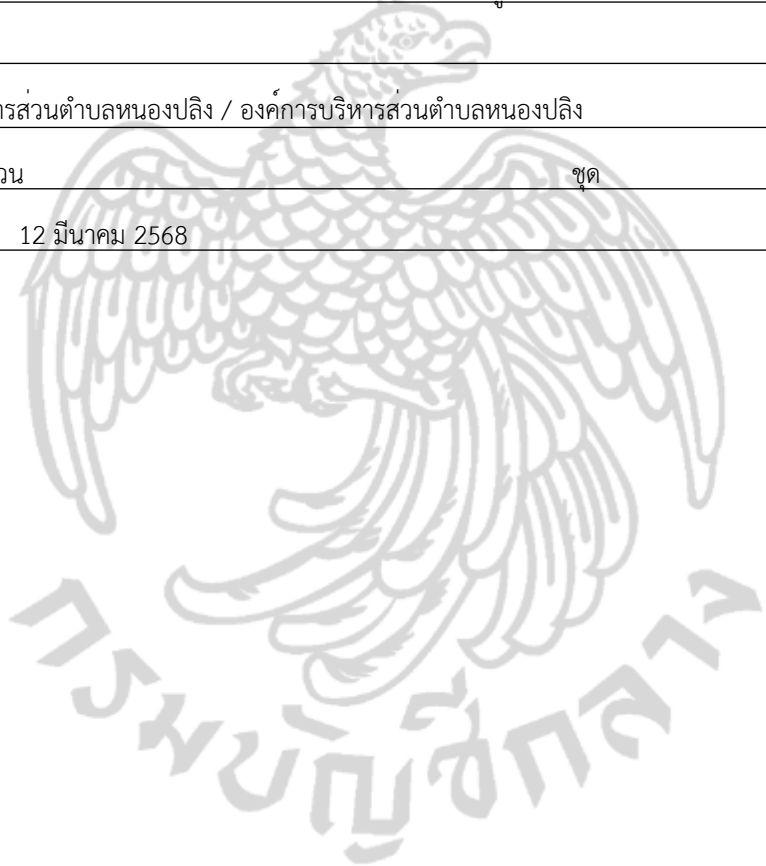 ารส่วนตำบลหนองปลิง / องค์การบริหารส่วนตำบลหนองปลิง
วน ชุด
12 มีนาคม 2568
กรมบัญชีกลาง